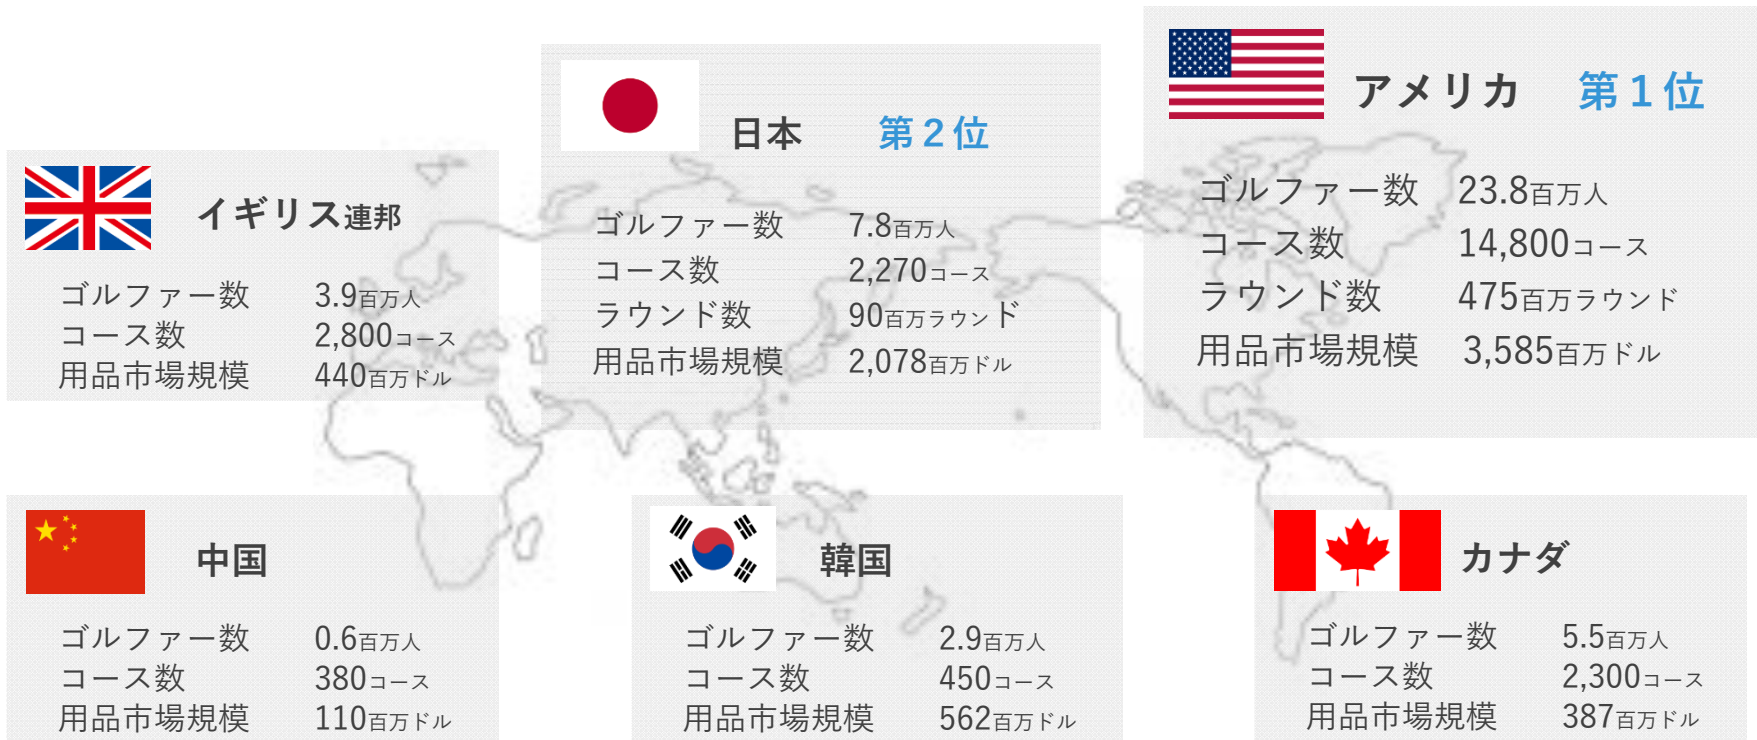 アメリカ 第１位
ゴルファー数 23.8百万人
コース数 14,800コース
ラウンド数 475百万ラウンド
用品市場規模 3,585百万ドル
日本 第２位
ゴルファー数 7.8百万人
コース数 2,270コース
ラウンド数 90百万ラウンド
用品市場規模 2,078百万ドル
イギリス連邦
ゴルファー数 3.9百万人
コース数 2,800コース
用品市場規模 440百万ドル
中国
ゴルファー数 0.6百万人
コース数 380コース
用品市場規模 110百万ドル
韓国
ゴルファー数 2.9百万人
コース数 450コース
用品市場規模 562百万ドル
カナダ
ゴルファー数 5.5百万人
コース数 2,300コース
用品市場規模 387百万ドル